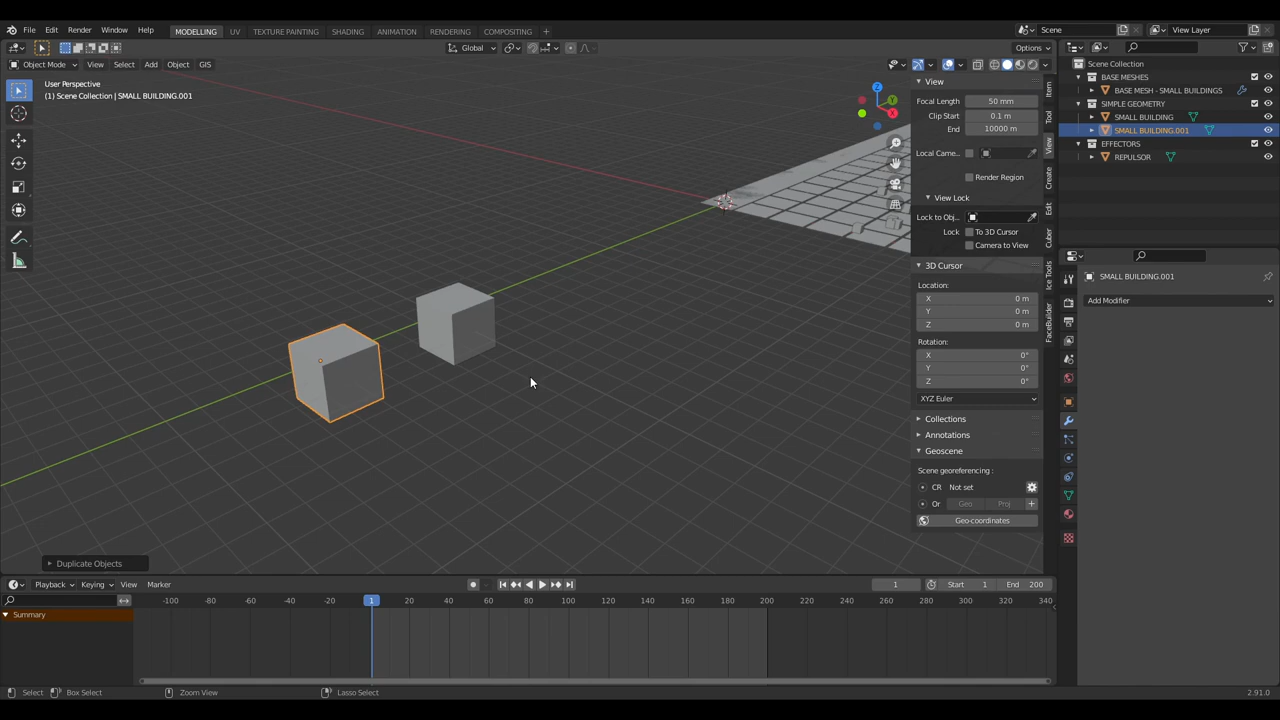 File Edit Render Window Help MODELLING UV TEXTURE PAINTING SHADING ANIMATION RENDERING COMPOSITING + Scene View Layer
Global Options
Object Mode View Select Add Object GIS
User Perspective
(1) Scene Collection | SMALL BUILDING.001
Z
Y
X
View
Focal Length 50 mm
Clip Start 0.1 m
End 10000 m
Local Came...
Render Region
View Lock
Lock to Obj...
Lock: To 3D Cursor
Camera to View
3D Cursor
Location:
X 0 m
Y 0 m
Z 0 m
Rotation:
X 0°
Y 0°
Z 0°
XYZ Euler
Collections
Annotations
Geoscene
Scene georeferencing :
CR Not set
Or Geo Proj +
Geo-coordinates
Item
Tool
View
Create
Edit
Cuber
Ice Tools
FaceBuilder
Scene Collection
BASE MESHES
BASE MESH - SMALL BUILDINGS
SIMPLE GEOMETRY
SMALL BUILDING
SMALL BUILDING.001
EFFECTORS
REPULSOR
SMALL BUILDING.001
Add Modifier
Duplicate Objects
Playback Keying View Marker 1 Start 1 End 200
-100 -80 -60 -40 -20 1 20 40 60 80 100 120 140 160 180 200 220 240 260 280 300 320 340
Summary
Select Box Select Zoom View Lasso Select 2.91.0